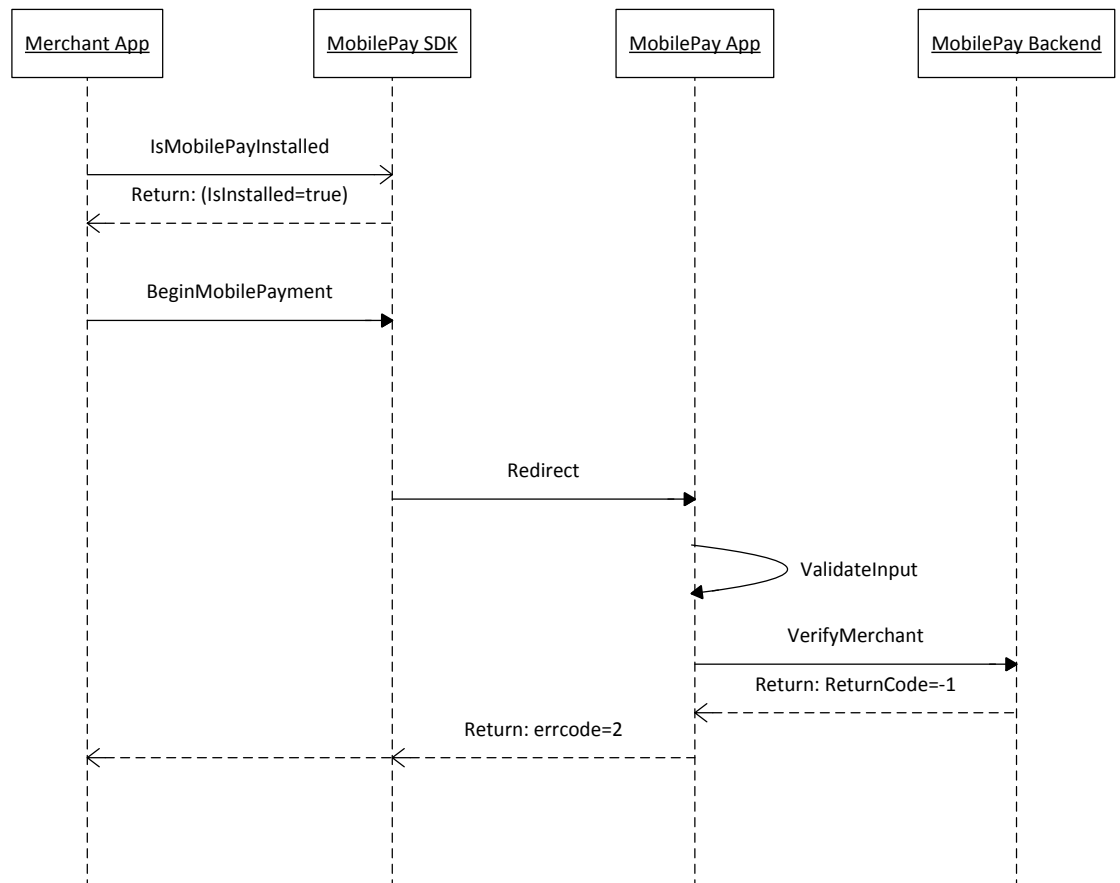 Merchant App
MobilePay SDK
MobilePay App
MobilePay Backend
IsMobilePayInstalled
Return: (IsInstalled=true)
BeginMobilePayment
Redirect
ValidateInput
VerifyMerchant
Return: ReturnCode=-1
Return: errcode=2